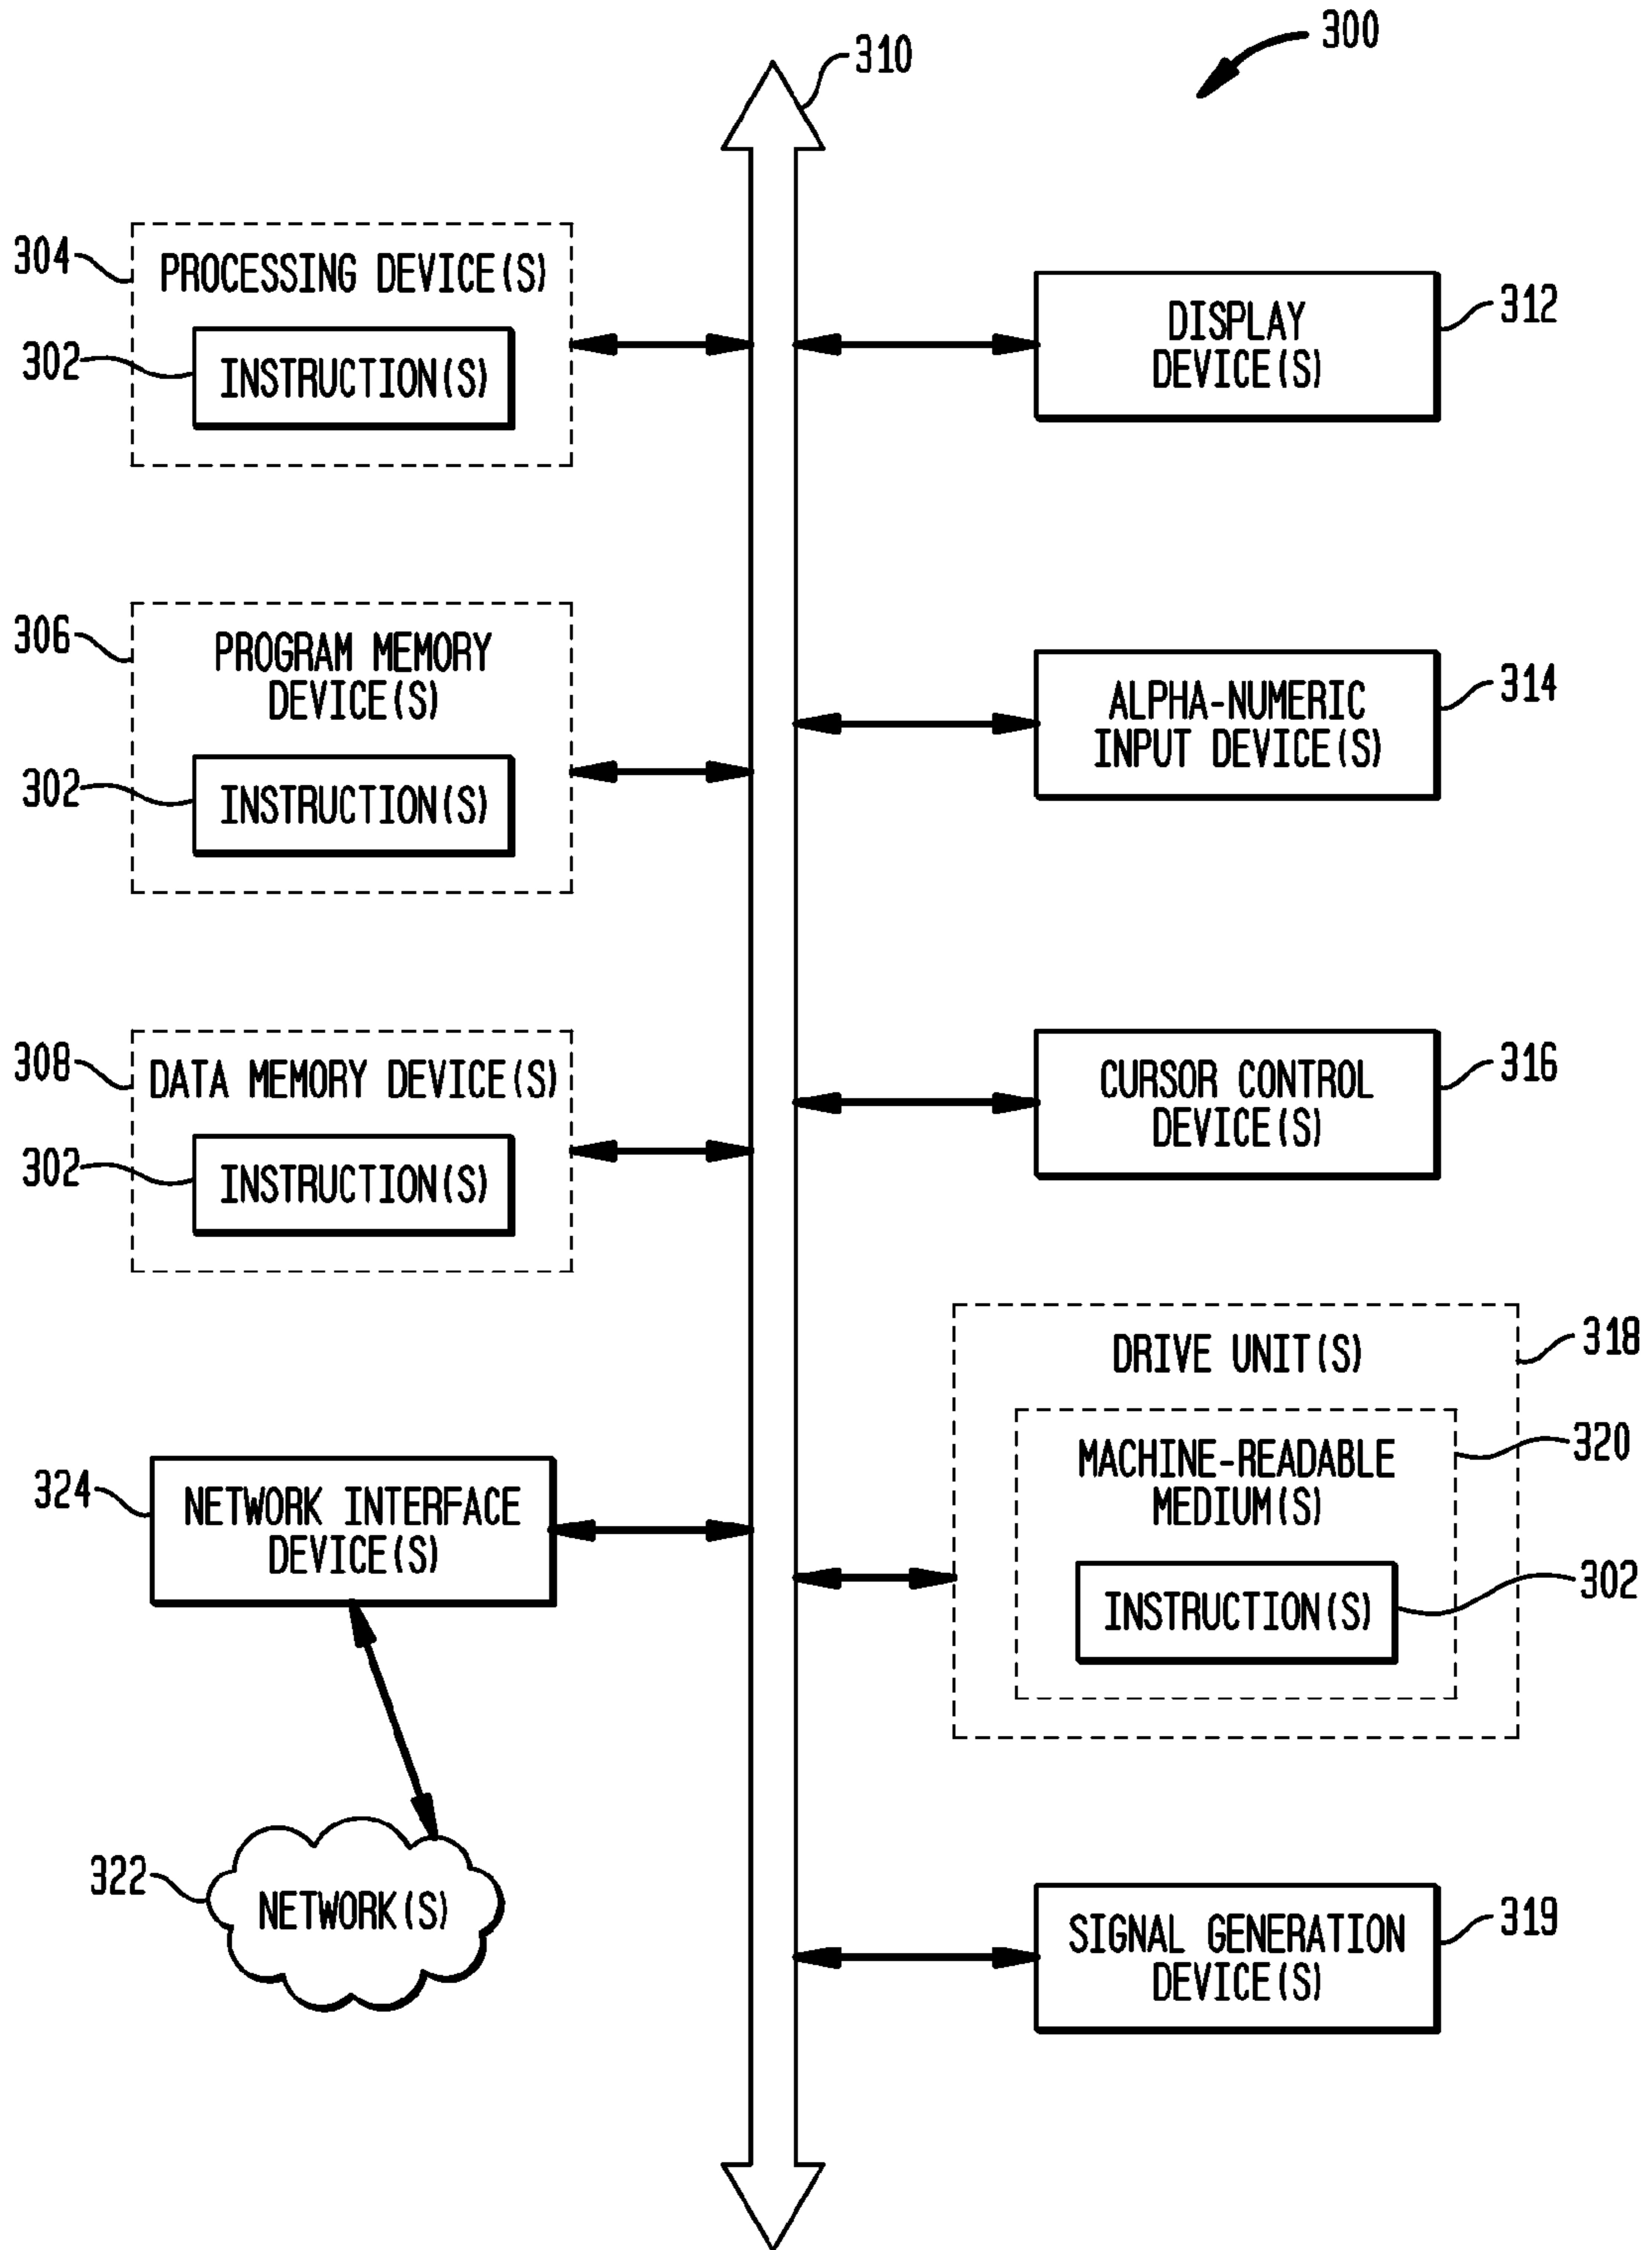 300
310
304
PROCESSING DEVICE(S)
302
INSTRUCTION(S)
312
DISPLAY
DEVICE(S)
306
PROGRAM MEMORY
DEVICE(S)
302
INSTRUCTION(S)
314
ALPHA-NUMERIC
INPUT DEVICE(S)
308
DATA MEMORY DEVICE(S)
302
INSTRUCTION(S)
316
CURSOR CONTROL
DEVICE(S)
318
DRIVE UNIT(S)
320
MACHINE-READABLE
MEDIUM(S)
302
INSTRUCTION(S)
324
NETWORK INTERFACE
DEVICE(S)
322
NETWORK(S)
319
SIGNAL GENERATION
DEVICE(S)